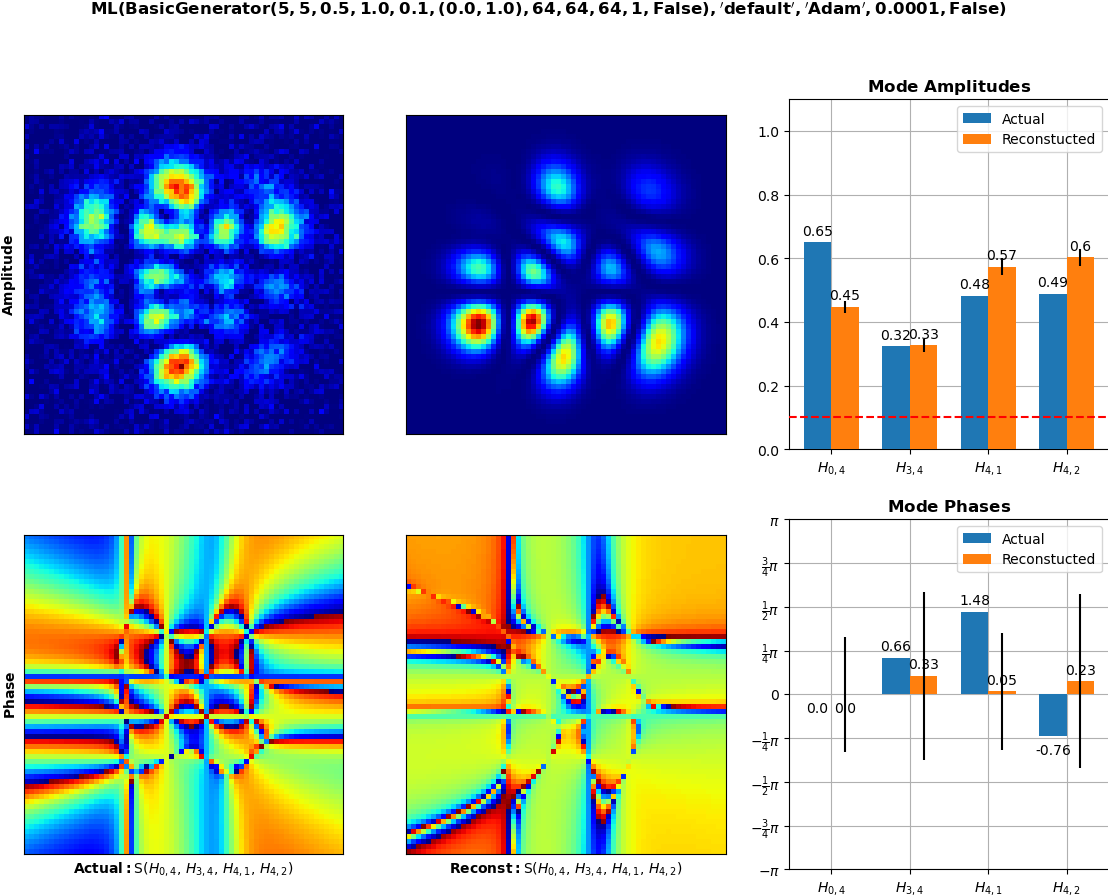 ML(BasicGenerator(5, 5, 0.5, 1.0, 0.1, (0.0, 1.0), 64, 64, 64, 1, False), ′default′, ′Adam′, 0.0001, False)
Mode Amplitudes
Amplitude
Actual
Reconstucted
1.0
0.8
0.6
0.4
0.2
0.0
0.65
0.45
0.32
0.33
0.48
0.57
0.49
0.6
H0, 4
H3, 4
H4, 1
H4, 2
Mode Phases
Phase
Actual
Reconstucted
π
3/4π
1/2π
1/4π
0
−1/4π
−1/2π
−3/4π
−π
0.0
0.0
0.66
0.33
1.48
0.05
-0.76
0.23
H0, 4
H3, 4
H4, 1
H4, 2
Actual: S(H0, 4, H3, 4, H4, 1, H4, 2)
Reconst: S(H0, 4, H3, 4, H4, 1, H4, 2)